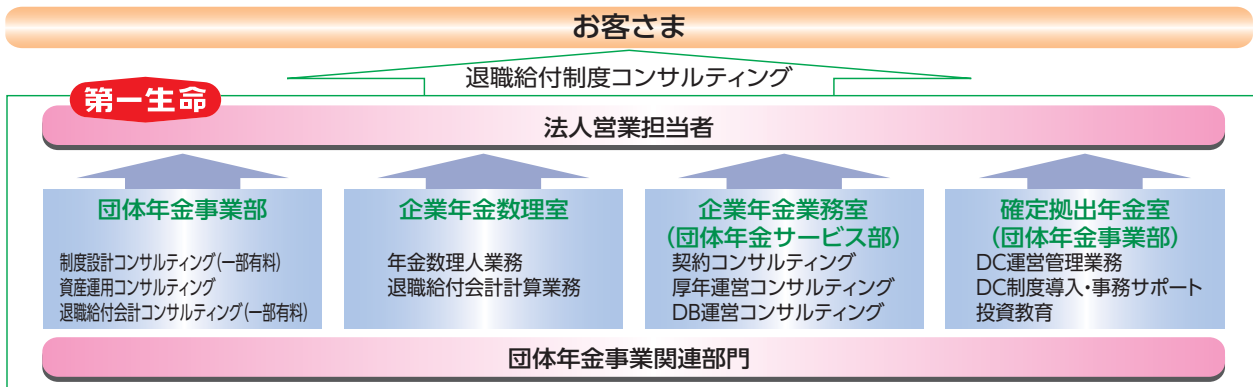 お客さま
退職給付制度コンサルティング
第一生命
法人営業担当者
団体年金事業部
制度設計コンサルティング(一部有料)
資産運用コンサルティング
退職給付会計コンサルティング(一部有料)
企業年金数理室
年金数理人業務
退職給付会計計算業務
企業年金業務室
(団体年金サービス部)
契約コンサルティング
厚年運営コンサルティング
DB運営コンサルティング
確定拠出年金室
(団体年金事業部)
DC運営管理業務
DC制度導入・事務サポート
投資教育
団体年金事業関連部門